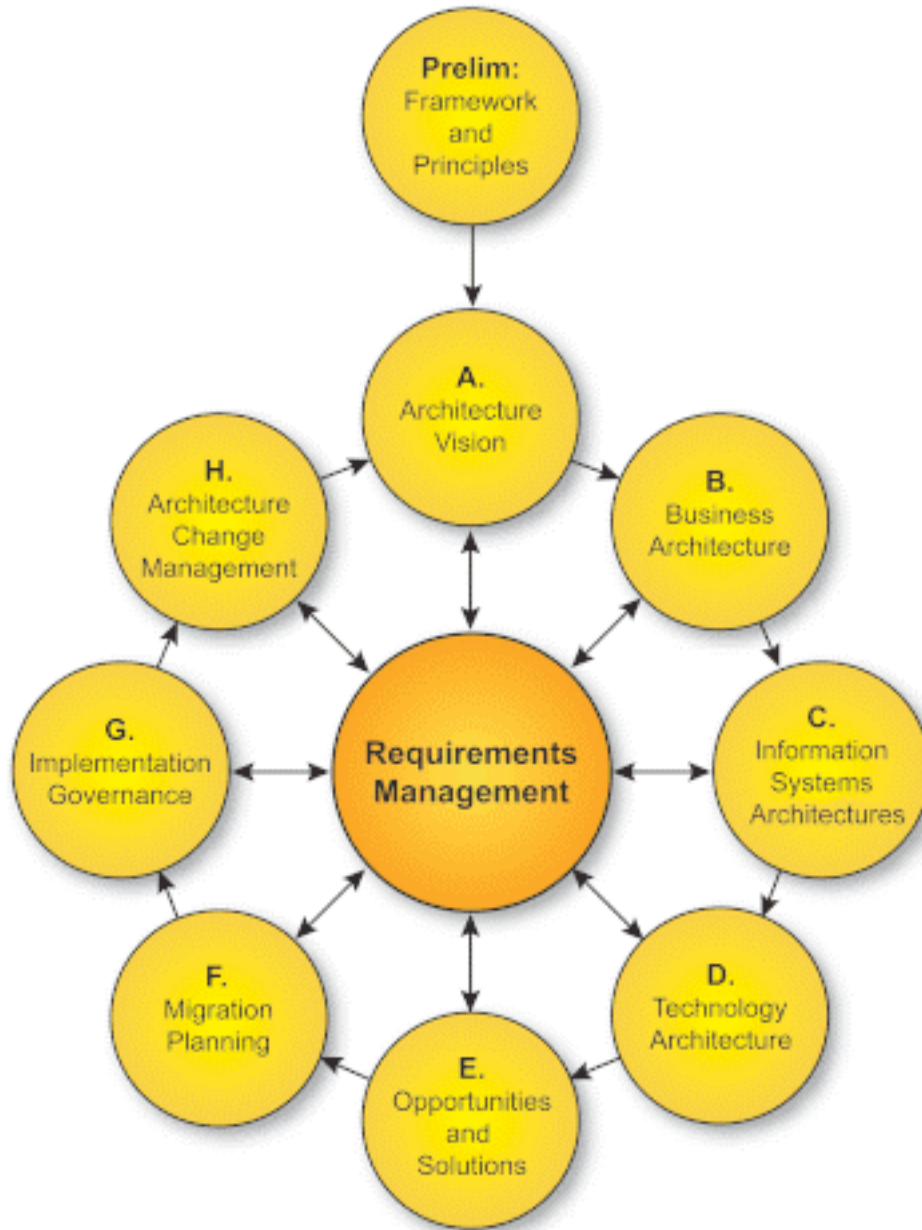 Prelim:
Framework
and
Principles
A.
Architecture
Vision
B.
Business
Architecture
C.
Information
Systems
Architectures
D.
Technology
Architecture
E.
Opportunities
and
Solutions
F.
Migration
Planning
G.
Implementation
Governance
H.
Architecture
Change
Management
Requirements
Management